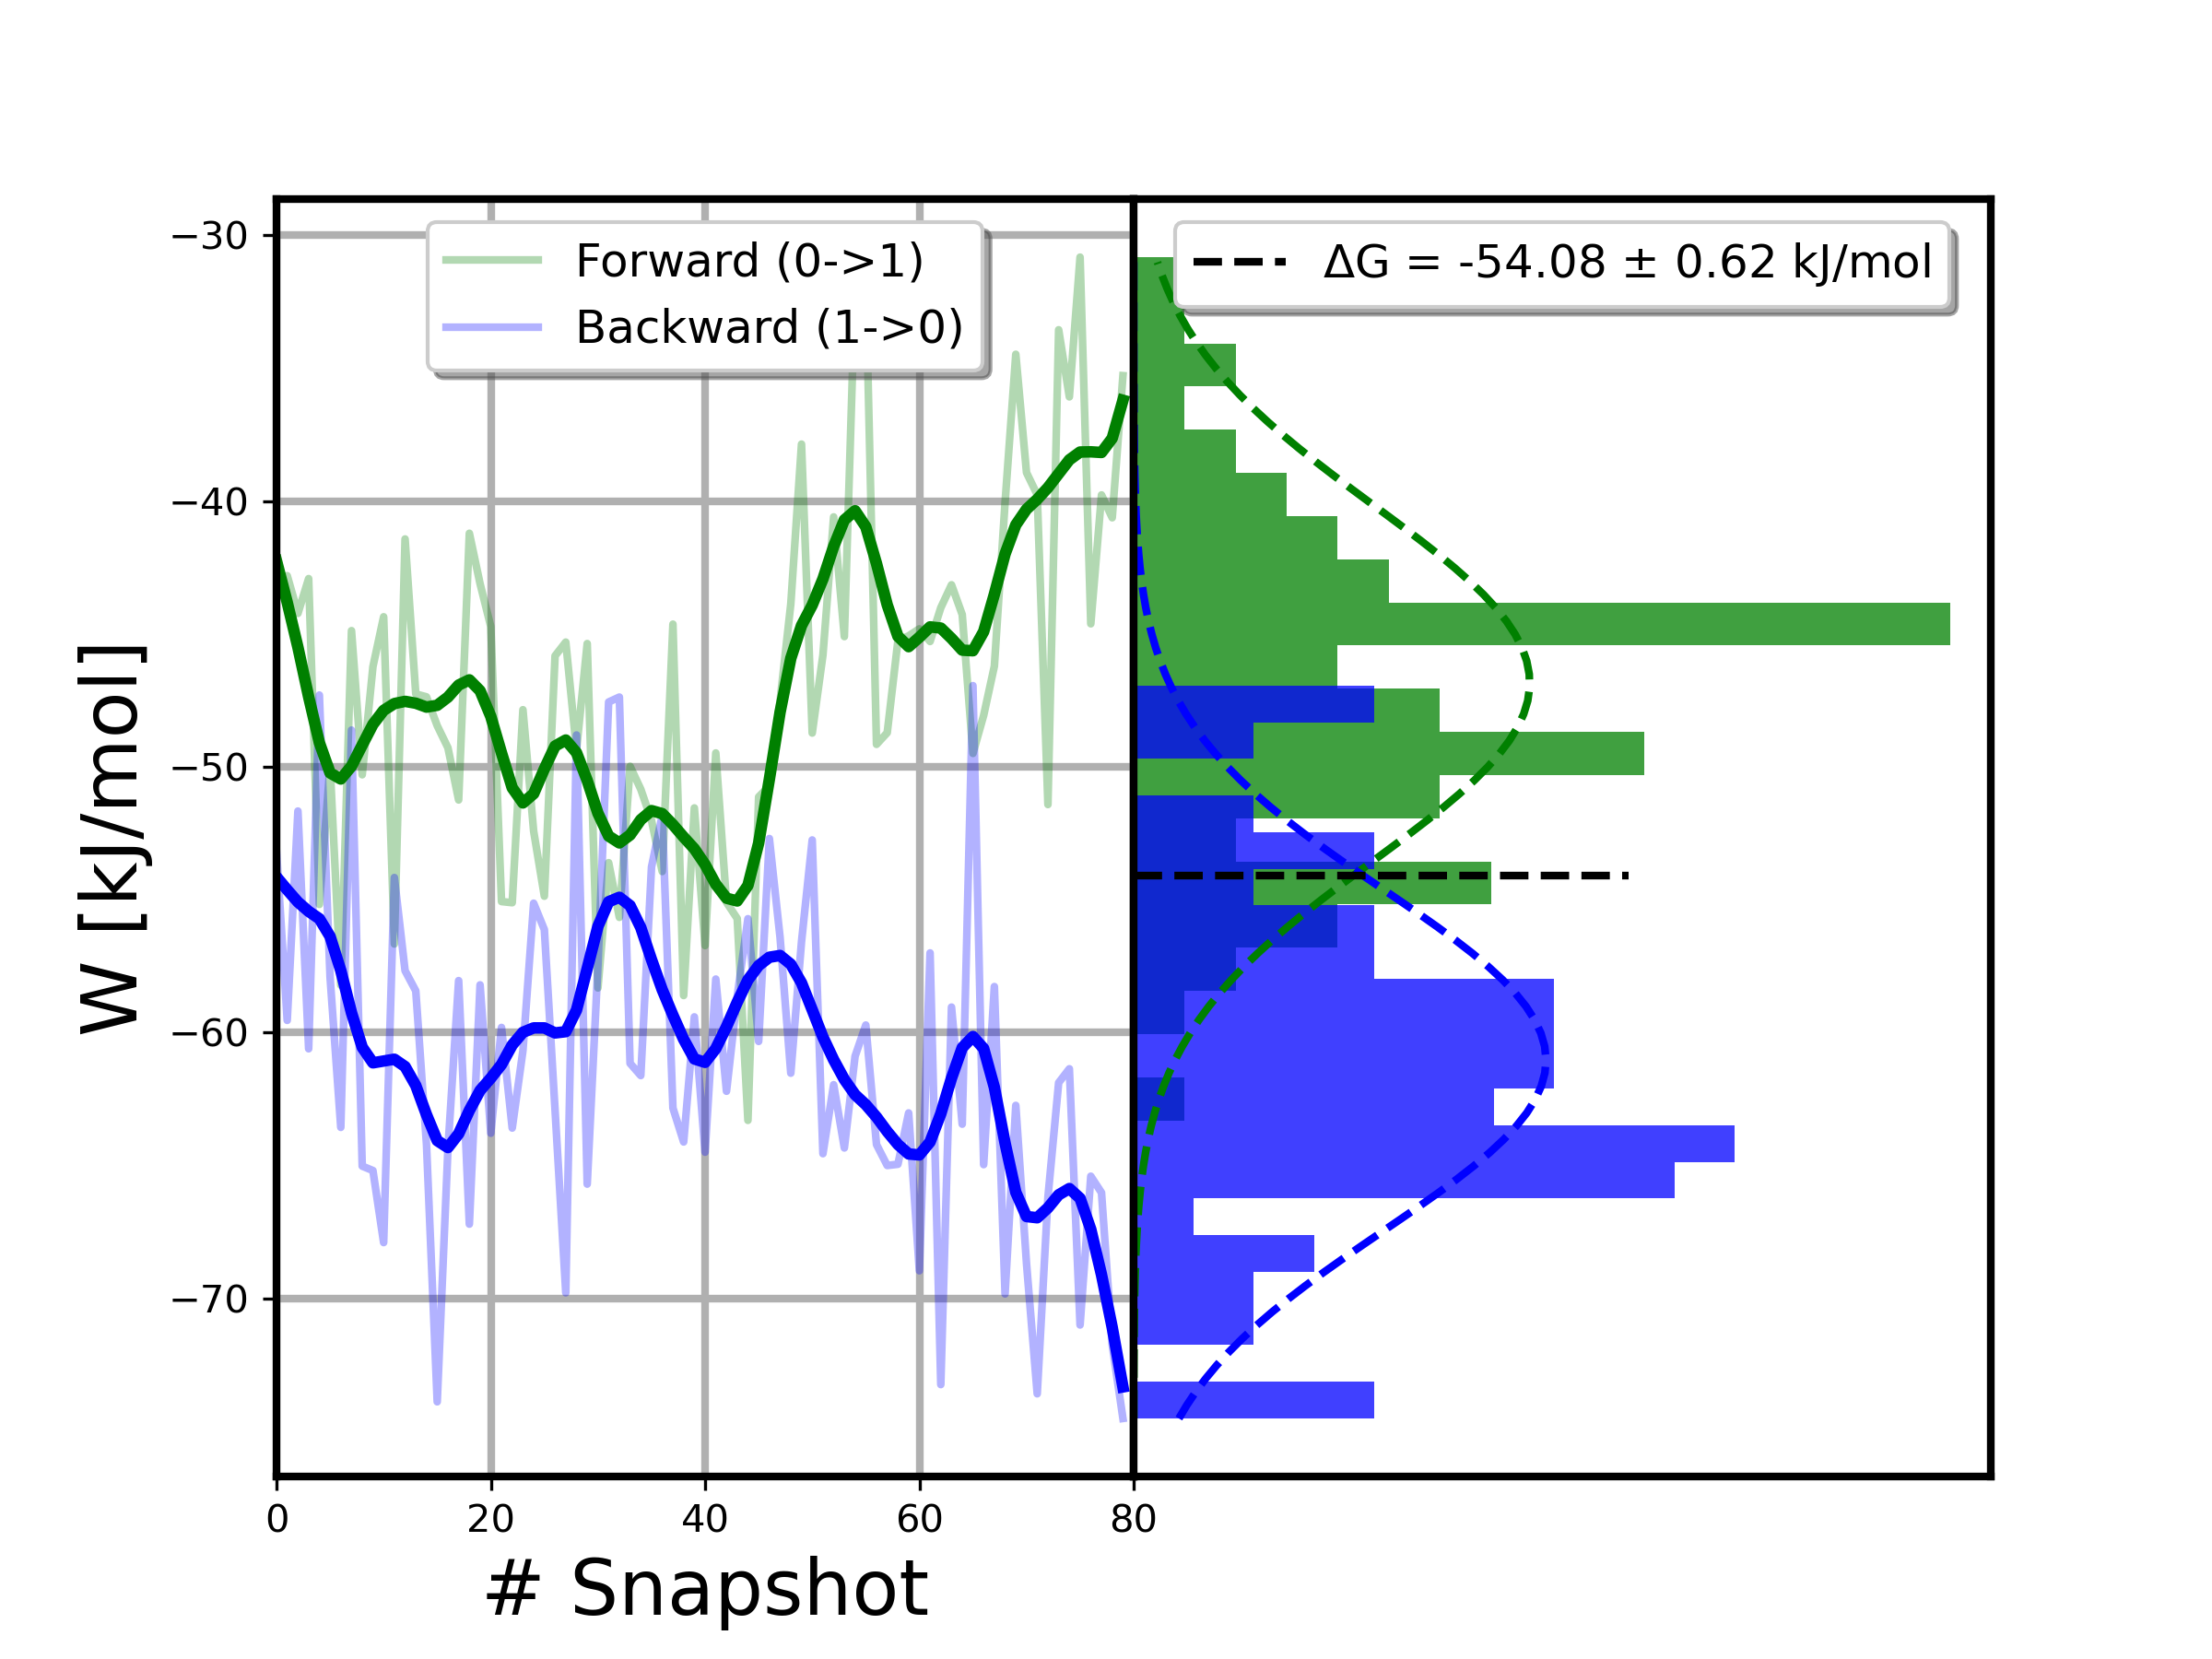 Forward (0->1)
Backward (1->0)
ΔG = -54.08 ± 0.62 kJ/mol
−30
−40
−50
−60
−70
W [kJ/mol]
0 20 40 60 80
# Snapshot